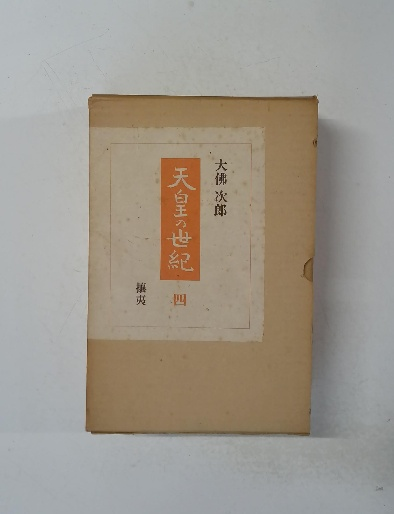 大佛次郎
天皇の世紀
四
攘夷